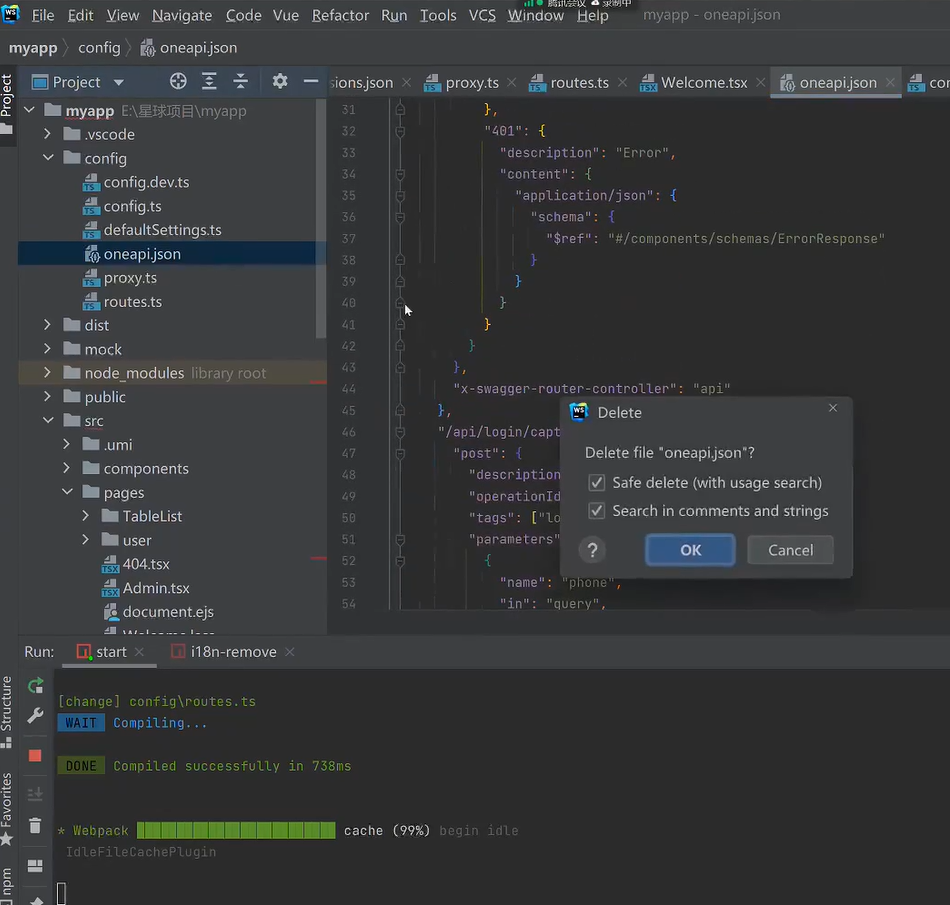 WS File Edit View Navigate Code Vue Refactor Run Tools VCS Window Help myapp - oneapi.json
腾讯会议 录制中
myapp config oneapi.json
Project
Project
sions.json proxy.ts routes.ts Welcome.tsx oneapi.json con
myapp E:\星球项目\myapp
.vscode
config
config.dev.ts
config.ts
defaultSettings.ts
oneapi.json
proxy.ts
routes.ts
dist
mock
node_modules library root
public
src
.umi
components
pages
TableList
user
404.tsx
Admin.tsx
document.ejs
Welcome.less
31 },
32 "401": {
33 "description": "Error",
34 "content": {
35 "application/json": {
36 "schema": {
37 "$ref": "#/components/schemas/ErrorResponse"
38 }
39 }
40 }
41 }
42 }
43 },
44 "x-swagger-router-controller": "api"
45 },
46 "/api/login/capt
47 "post": {
48 "description
49 "operationId
50 "tags": ["lo
51 "parameters"
52 {
53 "name": "phone",
54 "in": "query",
WS Delete
Delete file "oneapi.json"?
Safe delete (with usage search)
Search in comments and strings
? OK Cancel
Run: start i18n-remove
[change] config\routes.ts
WAIT Compiling...
DONE Compiled successfully in 738ms
* Webpack cache (99%) begin idle
IdleFileCachePlugin
Structure
Favorites
npm